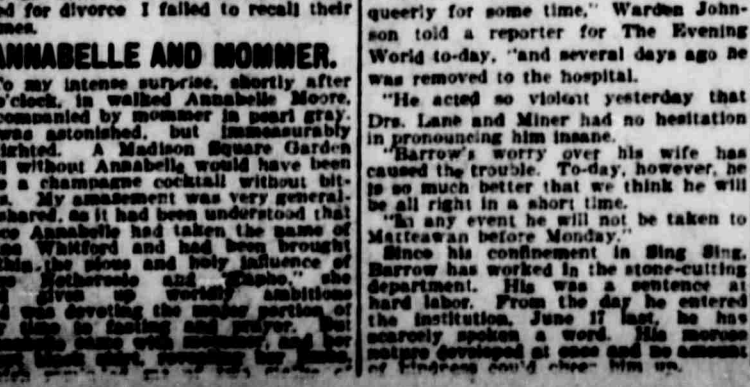 ed for divorce I failed to recall their
ANNABELLE AND MOMMER.
To my intense surprise, shortly after
o'clock, in walked Annabelle Moore,
companied by mommer in pearl gray.
was astonished, but immeasurably
lighted. A Madison Square Garden
without Annabelle would have been
a champagne cocktail without bit-
My amazement was very general-
shared, as it had been understood that
Annabelle had taken the name of
Whitford and had been brought
the pious and holy influence of
she
given up worldly ambitions
was devoting the major portion of
time to fasting and prayer. But
came with and her
queerly for some time," Warden John-
son told a reporter for The Evening
World to-day, "and several days ago he
was removed to the hospital.
"He acted so violent yesterday that
Drs. Lane and Miner had no hesitation
in pronouncing him insane.
"Barrow's worry over his wife has
caused the trouble. To-day, however, he
is so much better that we think he will
be all right in a short time.
"In any event he will not be taken to
Matteawan before Monday."
Since his confinement in Sing Sing,
Barrow has worked in the stone-cutting
department. His was a sentence at
hard labor. From the day he entered
the institution, June 17 last, he has
scarcely spoken a word. His morose
nature developed at once and no amount
of kindness could cheer him up.